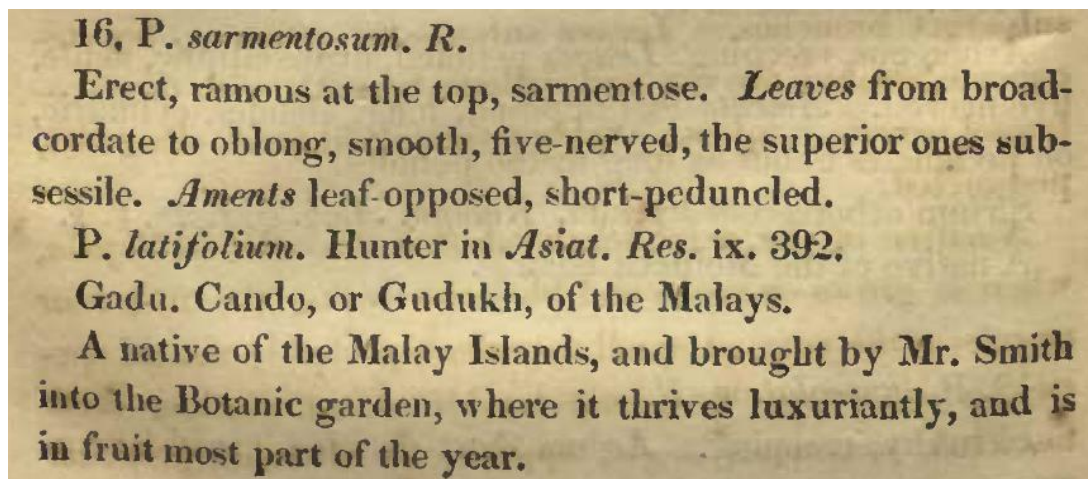 16. P. sarmentosum. R.
Erect, ramous at the top, sarmentose. Leaves from broad-
cordate to oblong, smooth, five-nerved, the superior ones sub-
sessile. Aments leaf-opposed, short-peduncled.
P. latifolium. Hunter in Asiat. Res. ix. 392.
Gadu. Cando, or Gudukh, of the Malays.
A native of the Malay Islands, and brought by Mr. Smith
into the Botanic garden, where it thrives luxuriantly, and is
in fruit most part of the year.